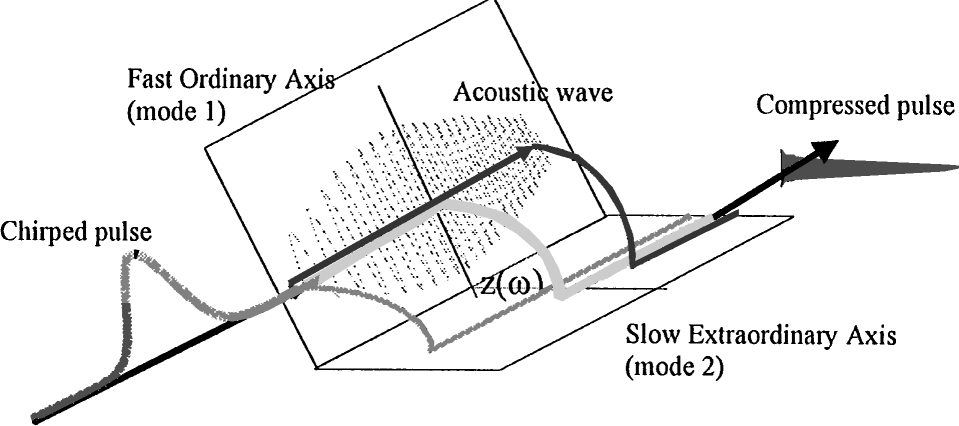 Fast Ordinary Axis
(mode 1)
Acoustic wave
Compressed pulse
Chirped pulse
z(ω)
Slow Extraordinary Axis
(mode 2)